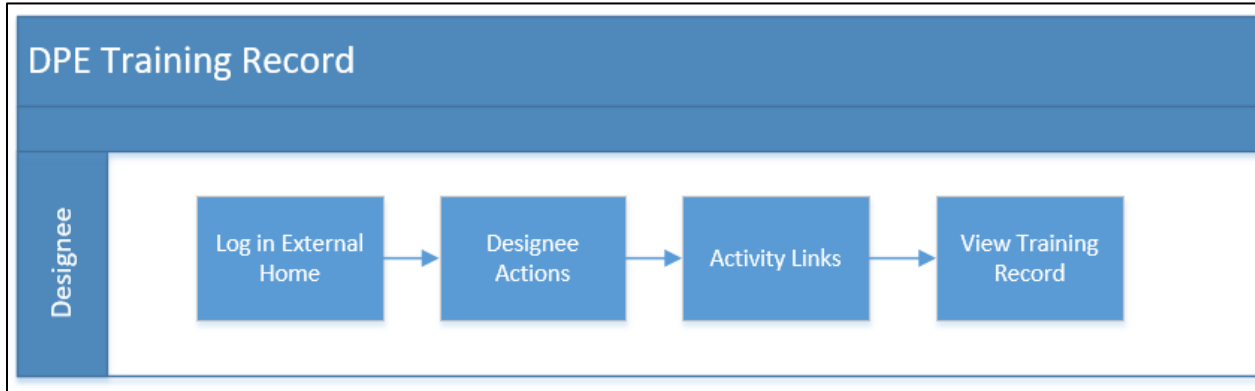 DPE Training Record
Designee
Log in External
Home
Designee
Actions
Activity Links
View Training
Record